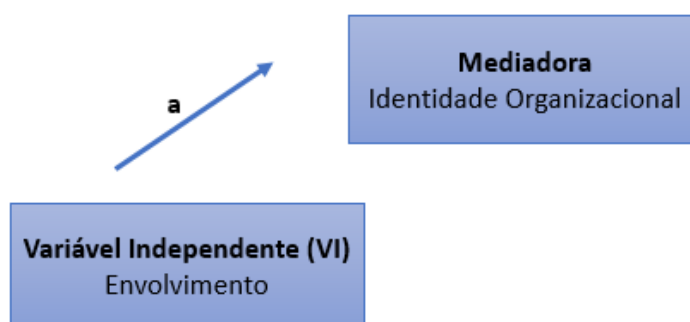 Mediadora
Identidade Organizacional
a
Variável Independente (VI)
Envolvimento